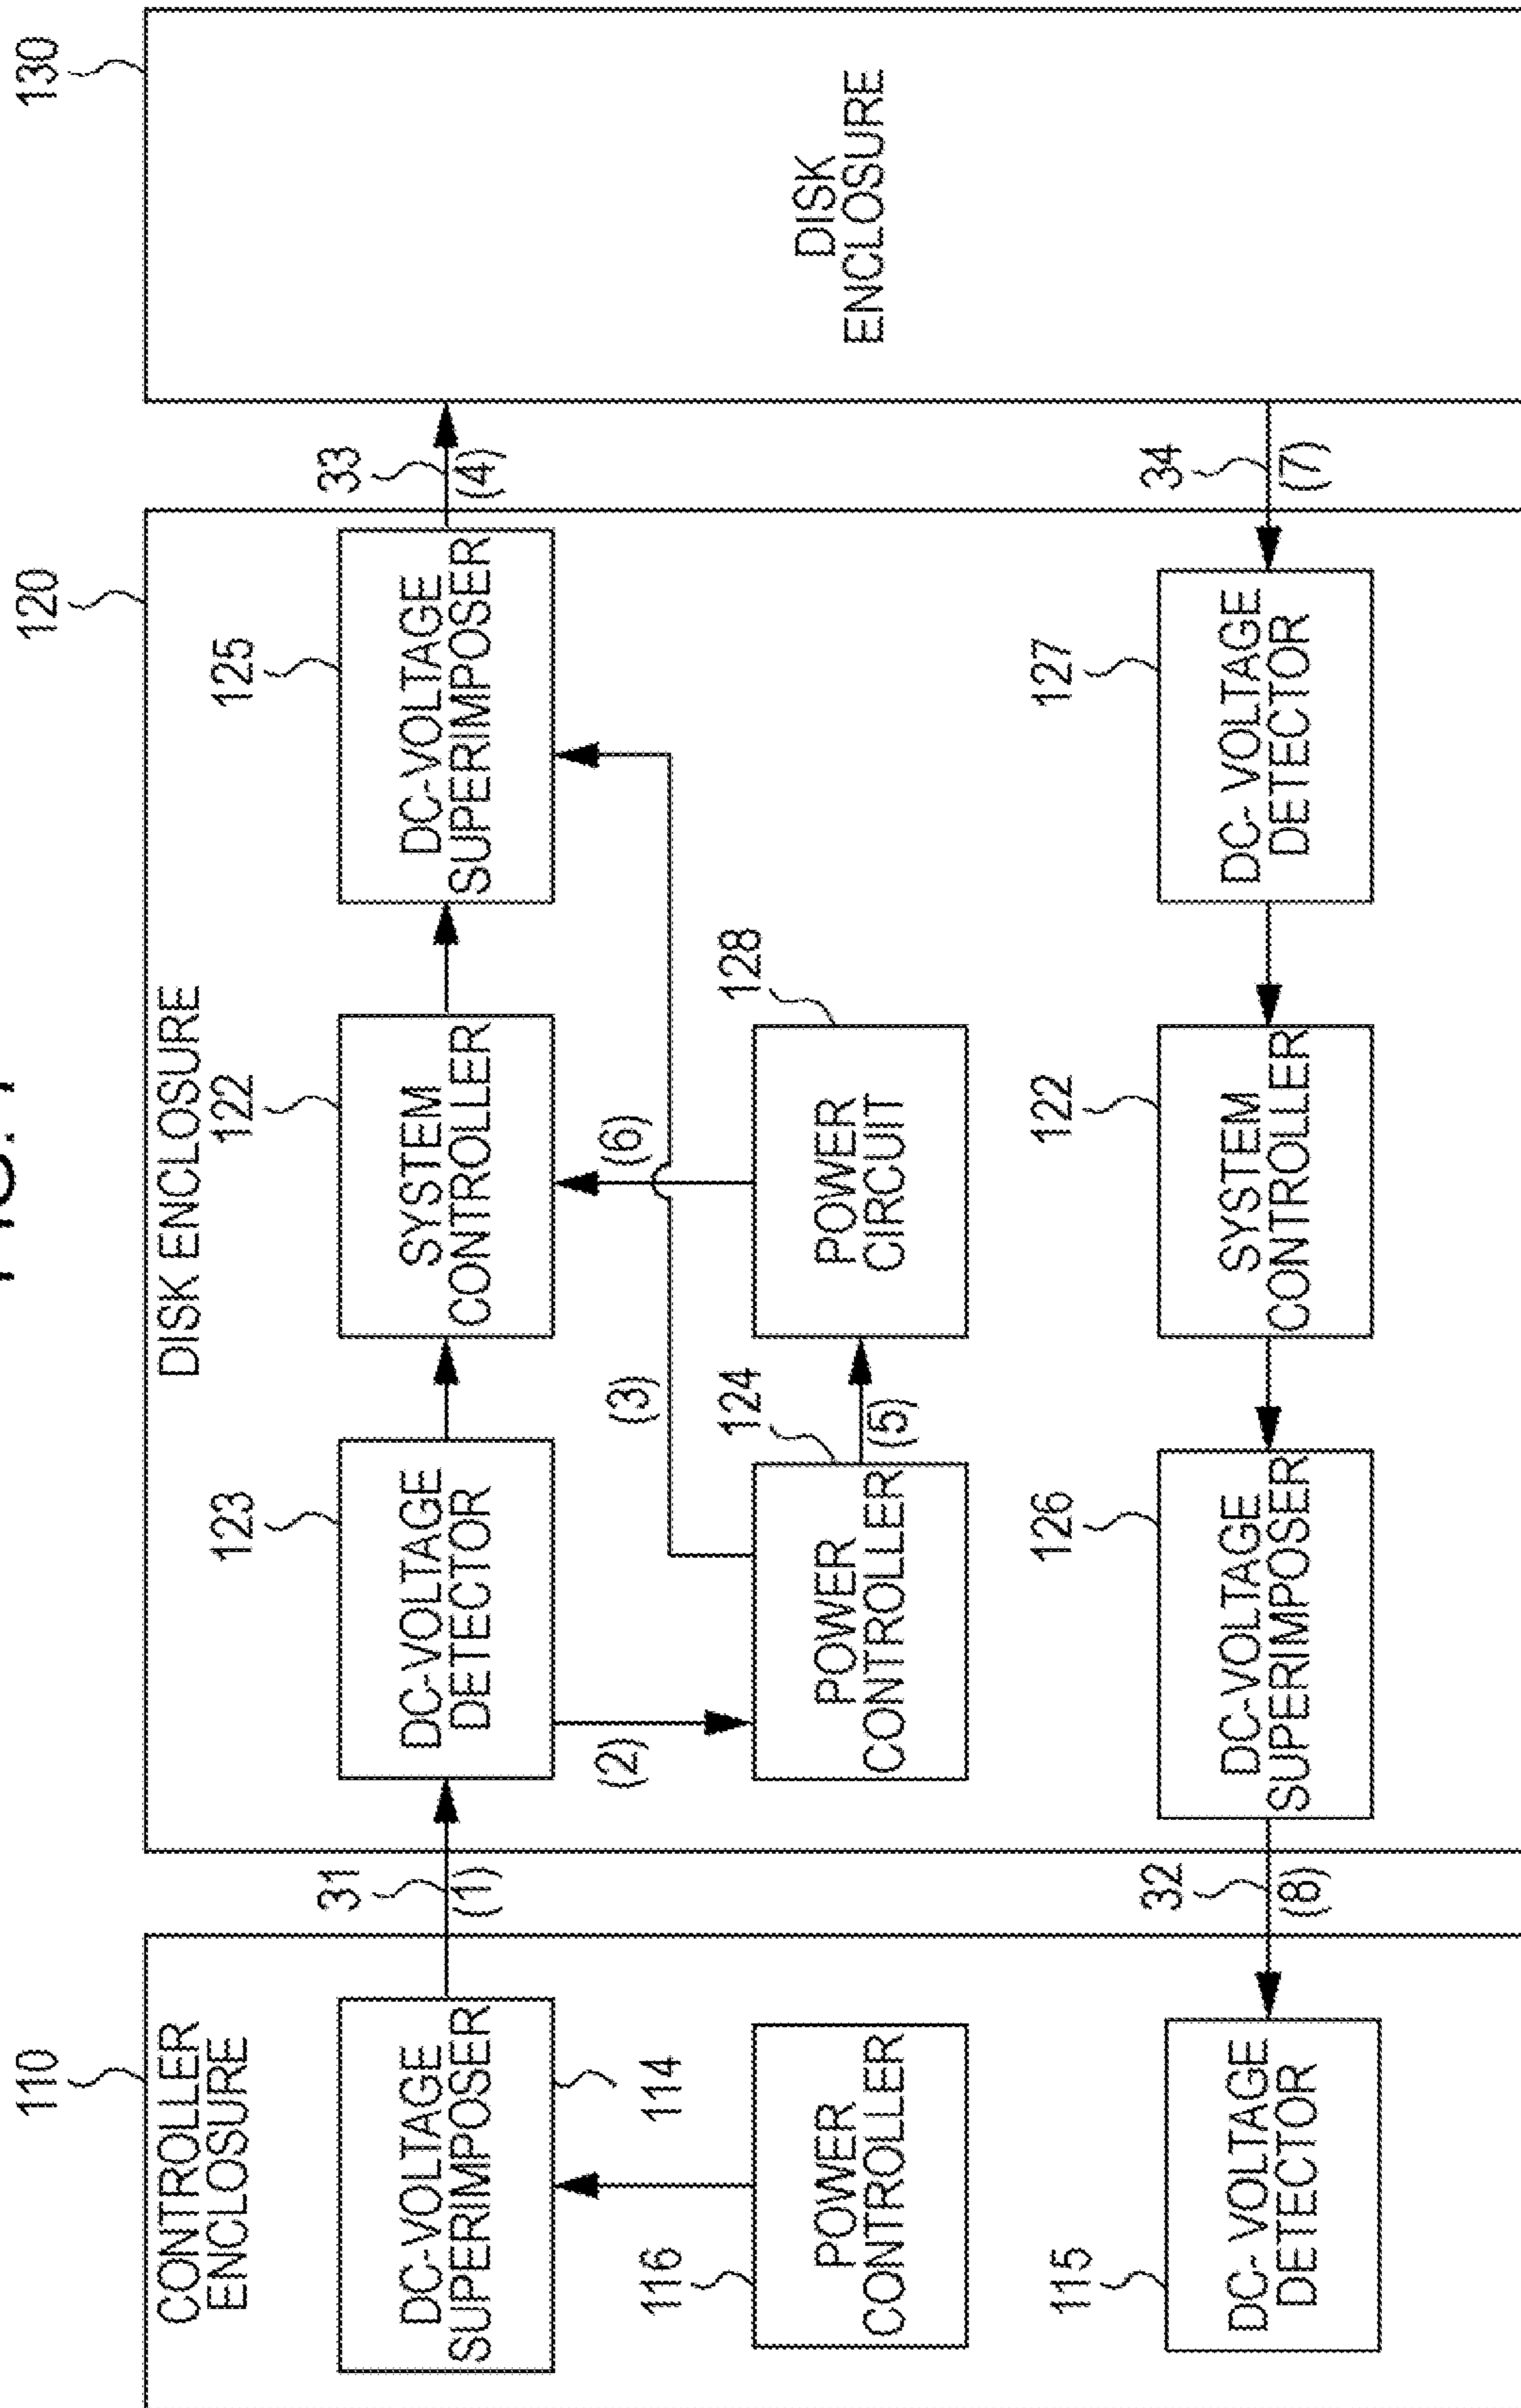 110
CONTROLLER
ENCLOSURE
DC-VOLTAGE
SUPERIMPOSER
114
116
POWER
CONTROLLER
115
DC- VOLTAGE
DETECTOR
31
(1)
32
(8)
120
DISK ENCLOSURE
123
DC-VOLTAGE
DETECTOR
122
SYSTEM
CONTROLLER
125
DC-VOLTAGE
SUPERIMPOSER
(2)
(3)
(6)
124
POWER
CONTROLLER
(5)
128
POWER
CIRCUIT
126
DC-VOLTAGE
SUPERIMPOSER
122
SYSTEM
CONTROLLER
127
DC- VOLTAGE
DETECTOR
33
(4)
34
(7)
130
DISK
ENCLOSURE